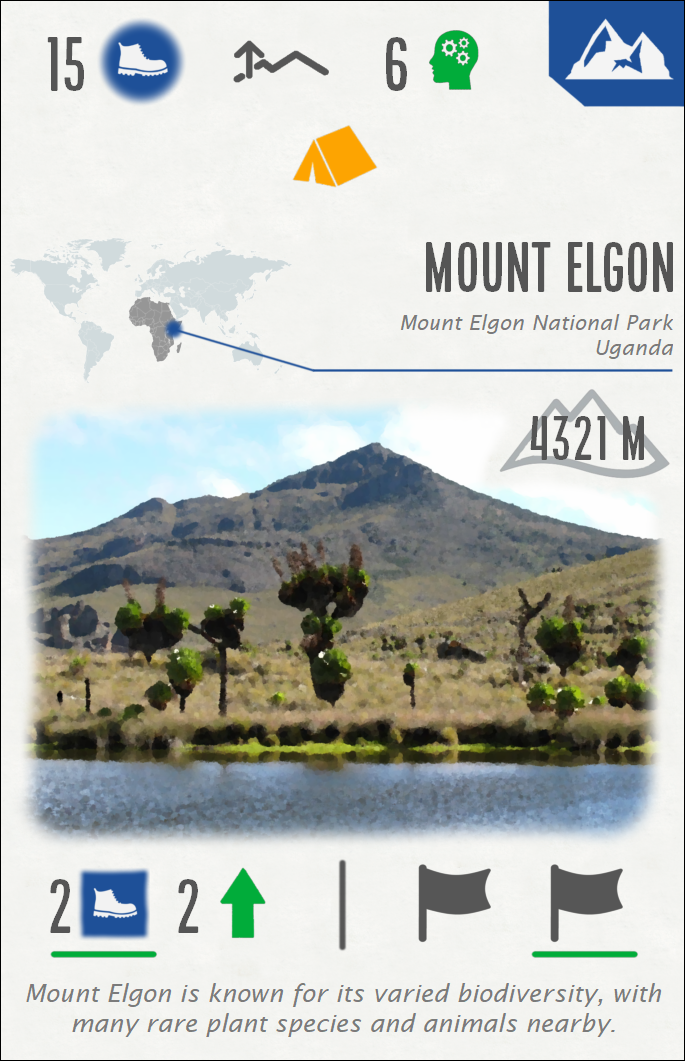 15 6
MOUNT ELGON
Mount Elgon National Park
Uganda
4321 M
2 2
Mount Elgon is known for its varied biodiversity, with
many rare plant species and animals nearby.